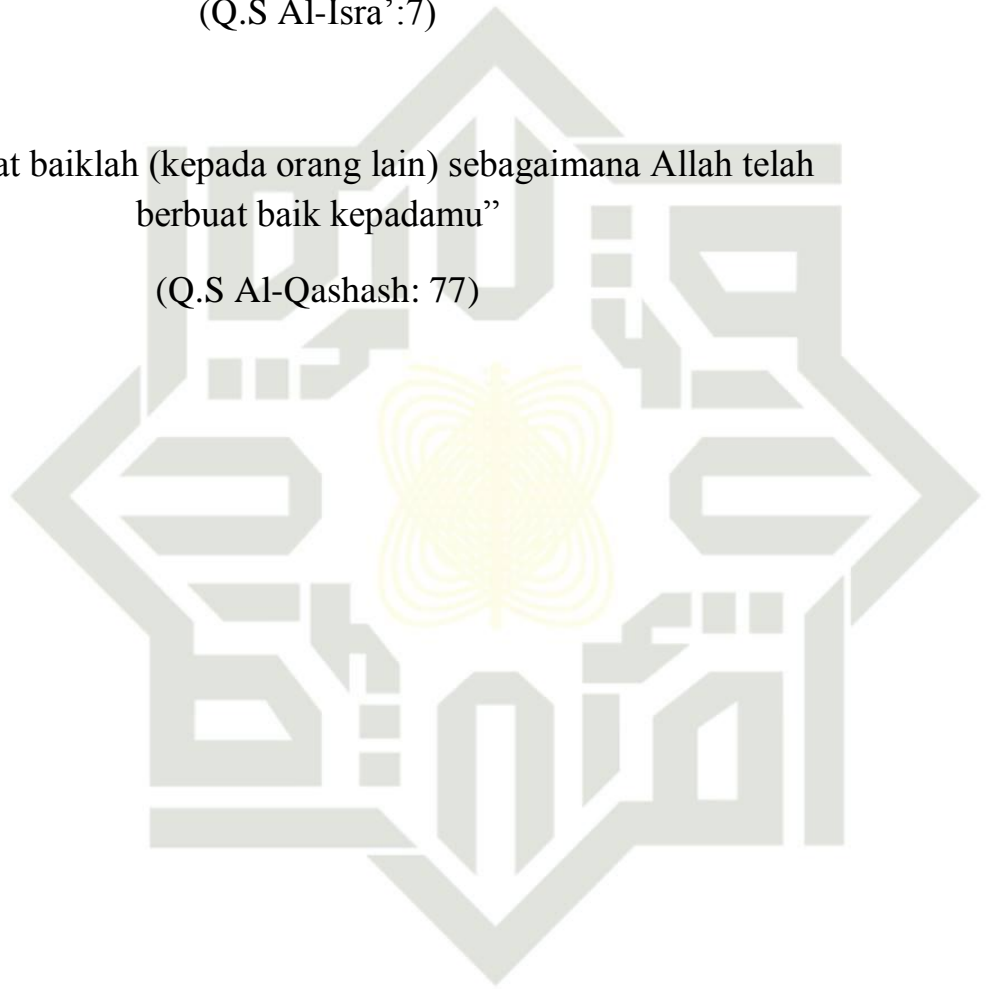 (Q.S Al-Isra’:7)
at baiklah (kepada orang lain) sebagaimana Allah telah
berbuat baik kepadamu”
(Q.S Al-Qashash: 77)